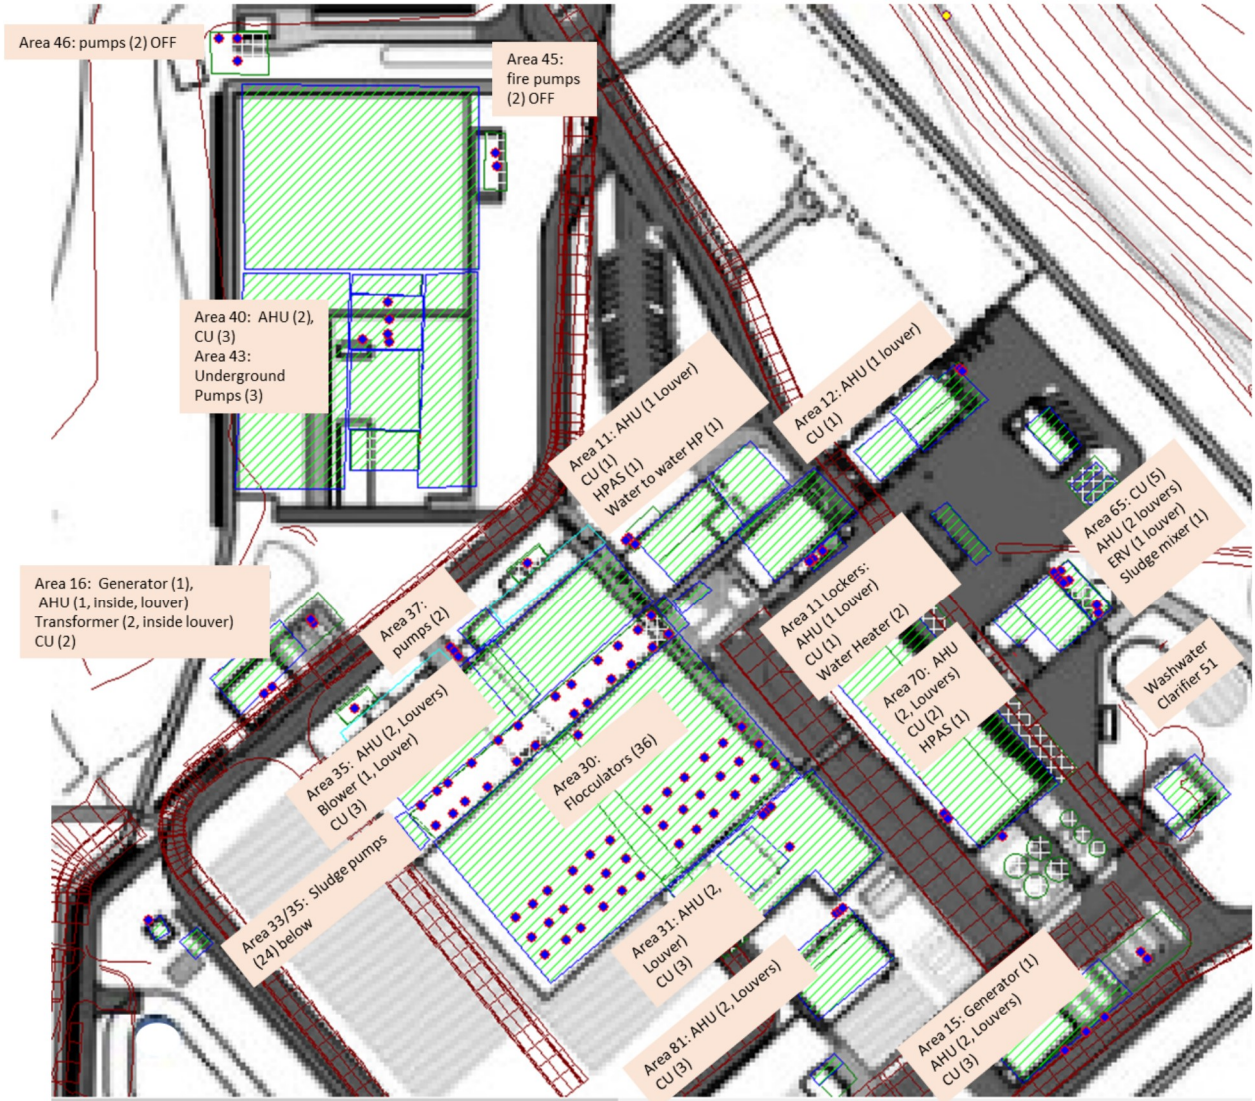 Area 46: pumps (2) OFF
Area 45:
fire pumps
(2) OFF
Area 40: AHU (2),
CU (3)
Area 43:
Underground
Pumps (3)
Area 11: AHU (1 Louver)
CU (1)
HPAS (1)
Water to water HP (1)
Area 12: AHU (1 louver)
CU (1)
Area 65: CU (5)
AHU (2 louvers)
ERV (1 louver)
Sludge mixer (1)
Area 16: Generator (1),
AHU (1, inside, louver)
Transformer (2, inside louver)
CU (2)
Area 37:
pumps (2)
Area 11 Lockers:
AHU (1 Louver)
CU (1)
Water Heater (2)
Area 70: AHU
(2, Louvers)
CU (2)
HPAS (1)
Washwater
Clarifier 51
Area 35: AHU (2, Louvers)
Blower (1, Louver)
CU (3)
Area 30:
Flocculators (36)
Area 33/35: Sludge pumps
(24) below
Area 31: AHU (2,
Louver)
CU (3)
Area 81: AHU (2, Louvers)
CU (3)
Area 15: Generator (1)
AHU (2, Louvers)
CU (3)